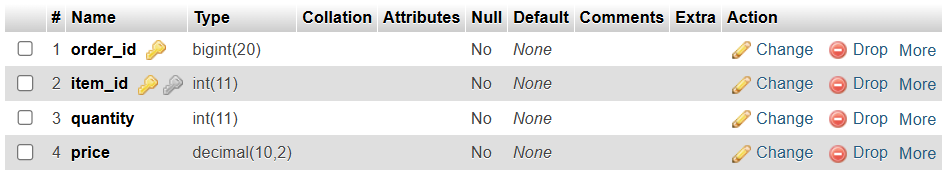 # Name Type Collation Attributes Null Default Comments Extra Action
1 order_id bigint(20) No None Change Drop More
2 item_id int(11) No None Change Drop More
3 quantity int(11) No None Change Drop More
4 price decimal(10,2) No None Change Drop More